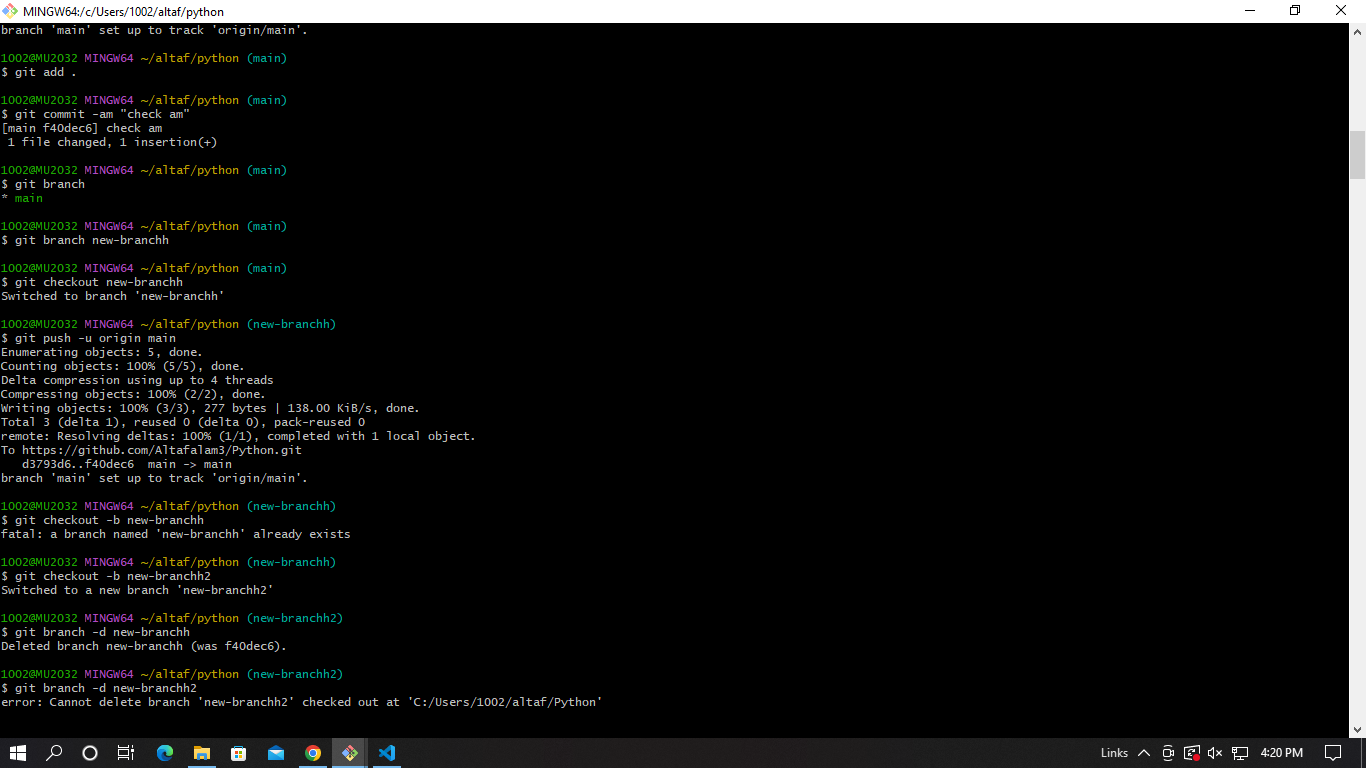 MINGW64:/c/Users/1002/altaf/python
branch 'main' set up to track 'origin/main'.
1002@MU2032 MINGW64 ~/altaf/python (main)
$ git add .
1002@MU2032 MINGW64 ~/altaf/python (main)
$ git commit -am "check am"
[main f40dec6] check am
 1 file changed, 1 insertion(+)
1002@MU2032 MINGW64 ~/altaf/python (main)
$ git branch
* main
1002@MU2032 MINGW64 ~/altaf/python (main)
$ git branch new-branchh
1002@MU2032 MINGW64 ~/altaf/python (main)
$ git checkout new-branchh
Switched to branch 'new-branchh'
1002@MU2032 MINGW64 ~/altaf/python (new-branchh)
$ git push -u origin main
Enumerating objects: 5, done.
Counting objects: 100% (5/5), done.
Delta compression using up to 4 threads
Compressing objects: 100% (2/2), done.
Writing objects: 100% (3/3), 277 bytes | 138.00 KiB/s, done.
Total 3 (delta 1), reused 0 (delta 0), pack-reused 0
remote: Resolving deltas: 100% (1/1), completed with 1 local object.
To https://github.com/Altafalam3/Python.git
   d3793d6..f40dec6  main -> main
branch 'main' set up to track 'origin/main'.
1002@MU2032 MINGW64 ~/altaf/python (new-branchh)
$ git checkout -b new-branchh
fatal: a branch named 'new-branchh' already exists
1002@MU2032 MINGW64 ~/altaf/python (new-branchh)
$ git checkout -b new-branchh2
Switched to a new branch 'new-branchh2'
1002@MU2032 MINGW64 ~/altaf/python (new-branchh2)
$ git branch -d new-branchh
Deleted branch new-branchh (was f40dec6).
1002@MU2032 MINGW64 ~/altaf/python (new-branchh2)
$ git branch -d new-branchh2
error: Cannot delete branch 'new-branchh2' checked out at 'C:/Users/1002/altaf/Python'
Links
4:20 PM